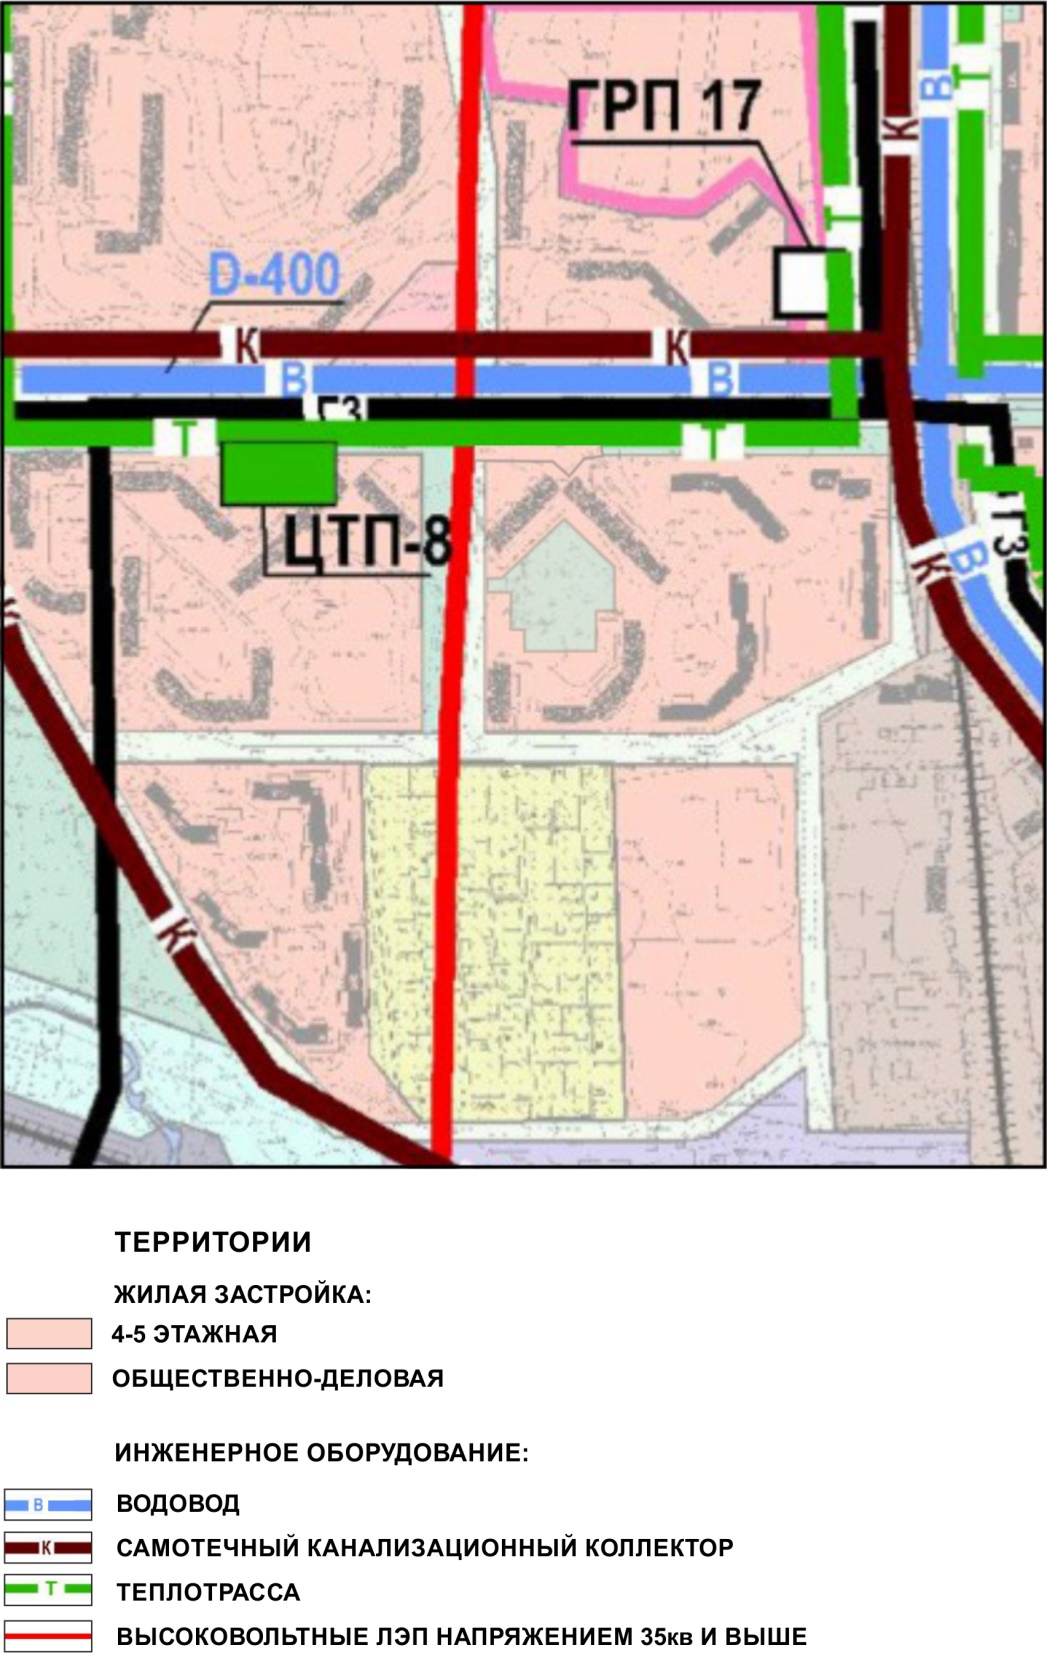 В
Т
К
ГРП 17
Т
D-400
К
К
В
В
Г3
Т
Т
ЦТП-8
Г3
К
В
К
К
ТЕРРИТОРИИ
ЖИЛАЯ ЗАСТРОЙКА:
4-5 ЭТАЖНАЯ
ОБЩЕСТВЕННО-ДЕЛОВАЯ
ИНЖЕНЕРНОЕ ОБОРУДОВАНИЕ:
В ВОДОВОД
К САМОТЕЧНЫЙ КАНАЛИЗАЦИОННЫЙ КОЛЛЕКТОР
Т ТЕПЛОТРАССА
ВЫСОКОВОЛЬТНЫЕ ЛЭП НАПРЯЖЕНИЕМ 35кв И ВЫШЕ